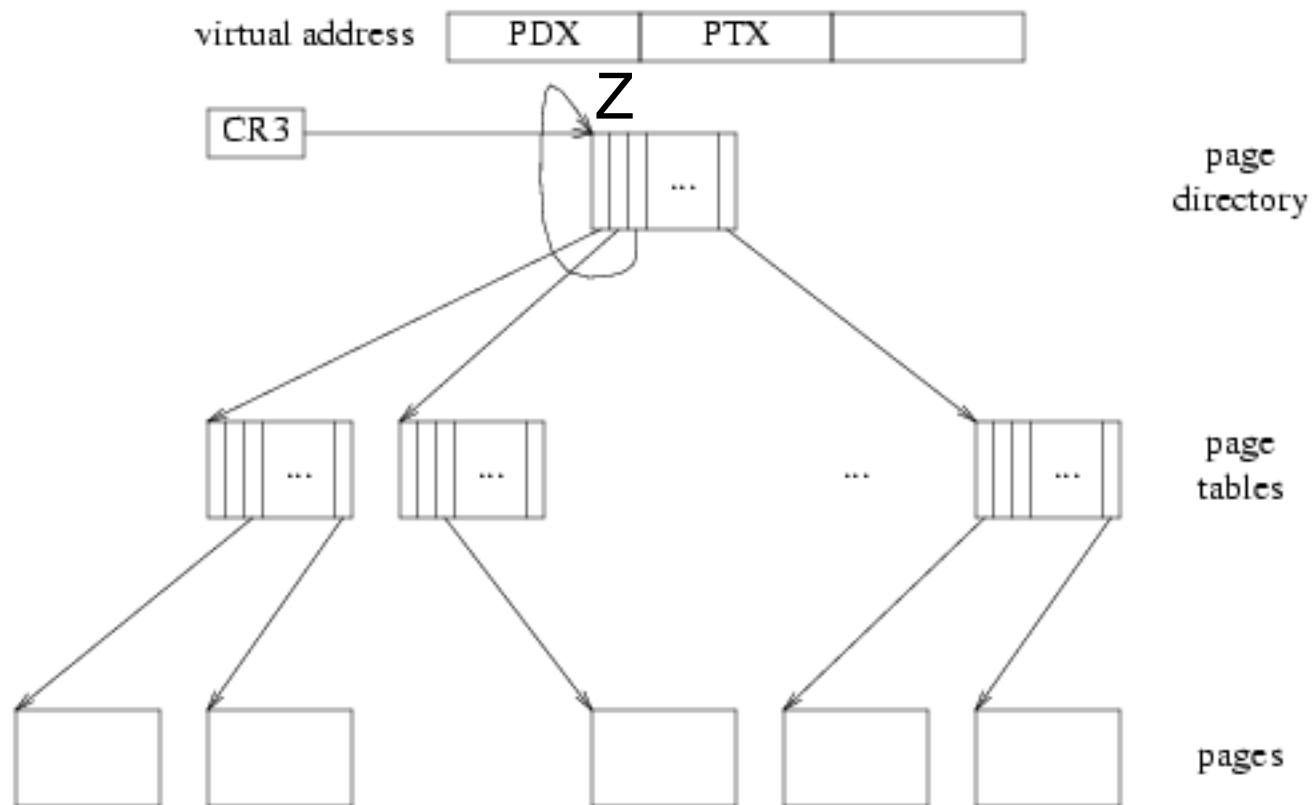 virtual address PDX PTX
Z
CR3
page
directory
...
page
tables
... ... ... ...
pages